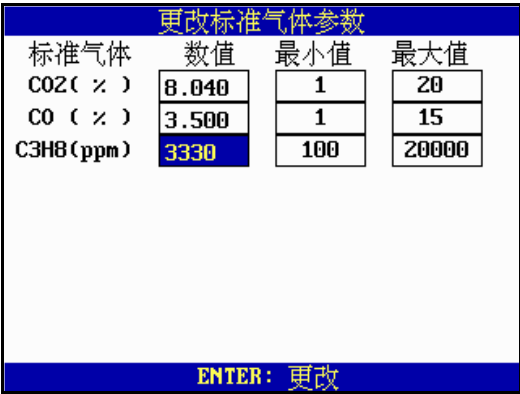 更改标准气体参数
标准气体 数值 最小值 最大值
CO2( % ) 8.040 1 20
CO ( % ) 3.500 1 15
C3H8(ppm) 3330 100 20000
ENTER: 更改